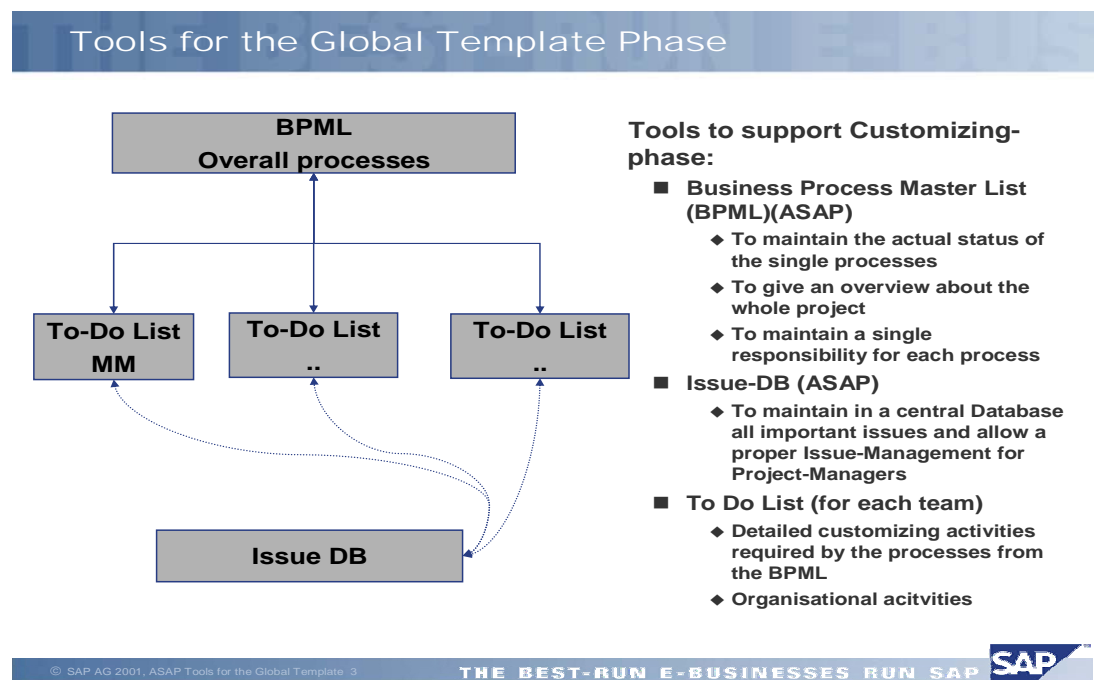 Tools for the Global Template Phase
BPML
Overall processes
To-Do List
MM
To-Do List
..
To-Do List
..
Issue DB
Tools to support Customizing-
phase:
Business Process Master List
(BPML)(ASAP)
To maintain the actual status of
the single processes
To give an overview about the
whole project
To maintain a single
responsibility for each process
Issue-DB (ASAP)
To maintain in a central Database
all important issues and allow a
proper Issue-Management for
Project-Managers
To Do List (for each team)
Detailed customizing activities
required by the processes from
the BPML
Organisational acitvities
© SAP AG 2001, ASAP Tools for the Global Template 3
THE BEST-RUN E-BUSINESSES RUN SAP
SAP